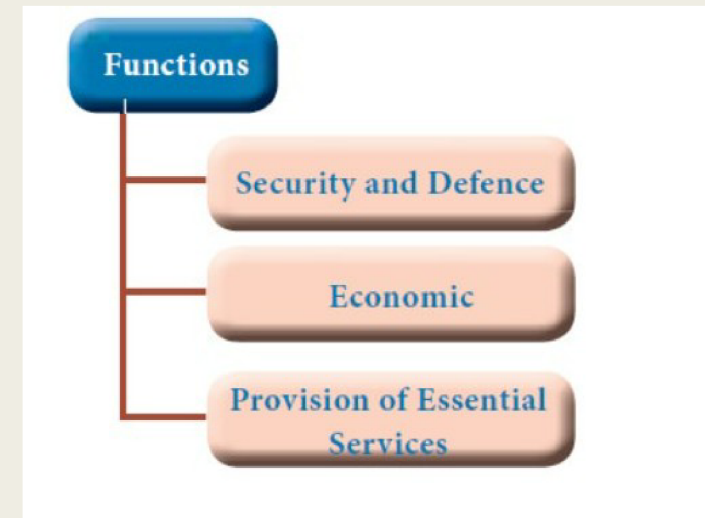 Functions
Security and Defence
Economic
Provision of Essential
Services